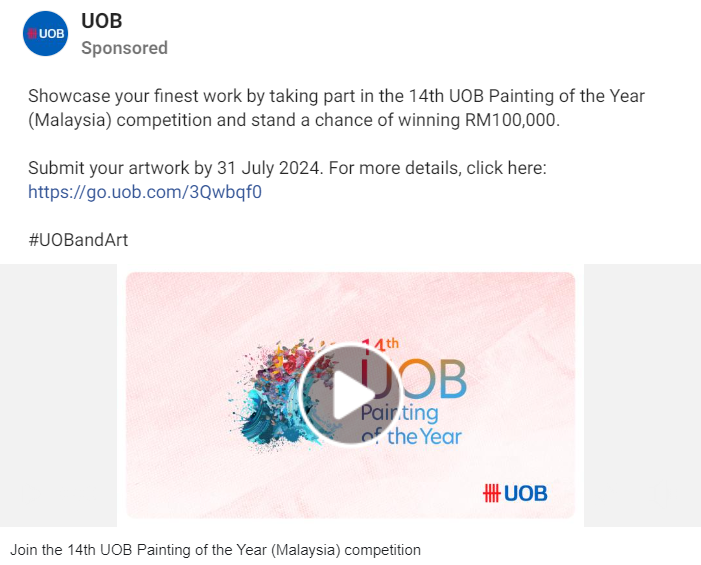 UOB
UOB
Sponsored
Showcase your finest work by taking part in the 14th UOB Painting of the Year
(Malaysia) competition and stand a chance of winning RM100,000.
Submit your artwork by 31 July 2024. For more details, click here:
https://go.uob.com/3Qwbqf0
#UOBandArt
14th
UOB
Painting
of the Year
UOB
Join the 14th UOB Painting of the Year (Malaysia) competition